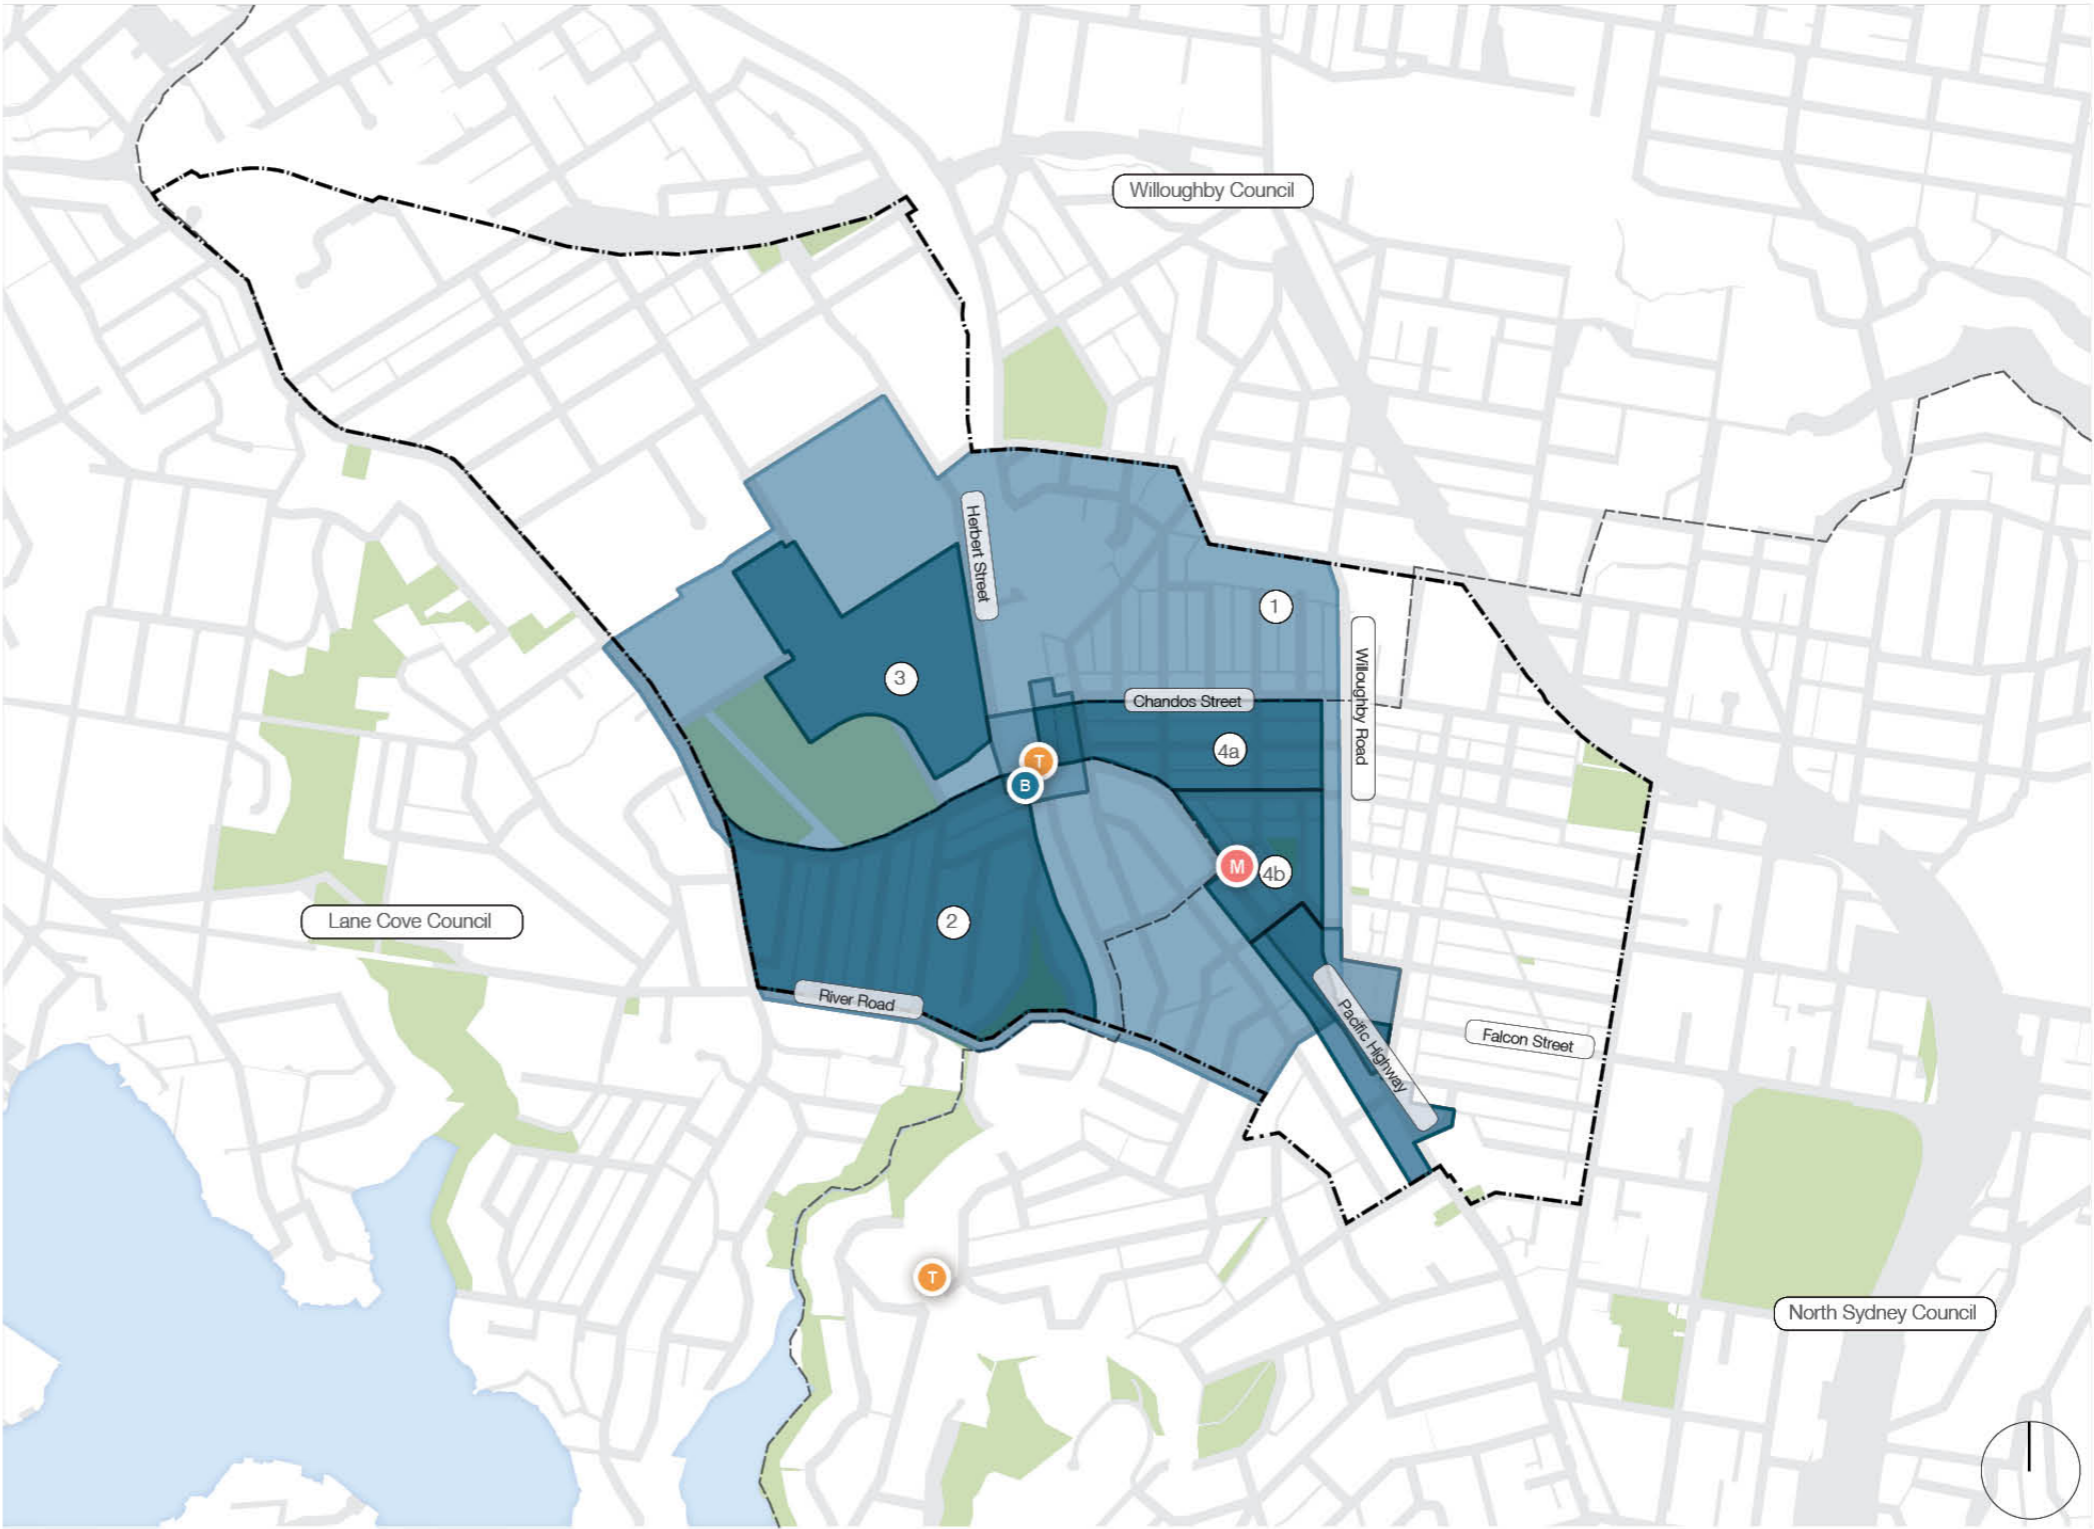 Willoughby Council
Herbert Street
1
Willoughby Road
3
Chandos Street
4a
T
B
M
4b
Lane Cove Council
2
River Road
Pacific Highway
Falcon Street
T
North Sydney Council